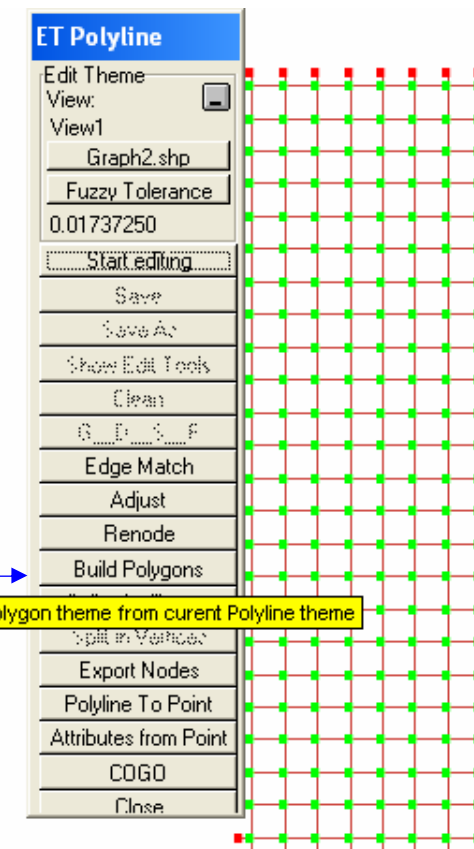 ET Polyline
Edit Theme
View:
View1
Graph2.shp
Fuzzy Tolerance
0.01737250
Start editing
Save
Save As
Show Edit Tools
Clean
G__D__S__F
Edge Match
Adjust
Renode
Build Polygons
olygon theme from curent Polyline theme
Split in Vertices
Export Nodes
Polyline To Point
Attributes from Point
COGO
Close